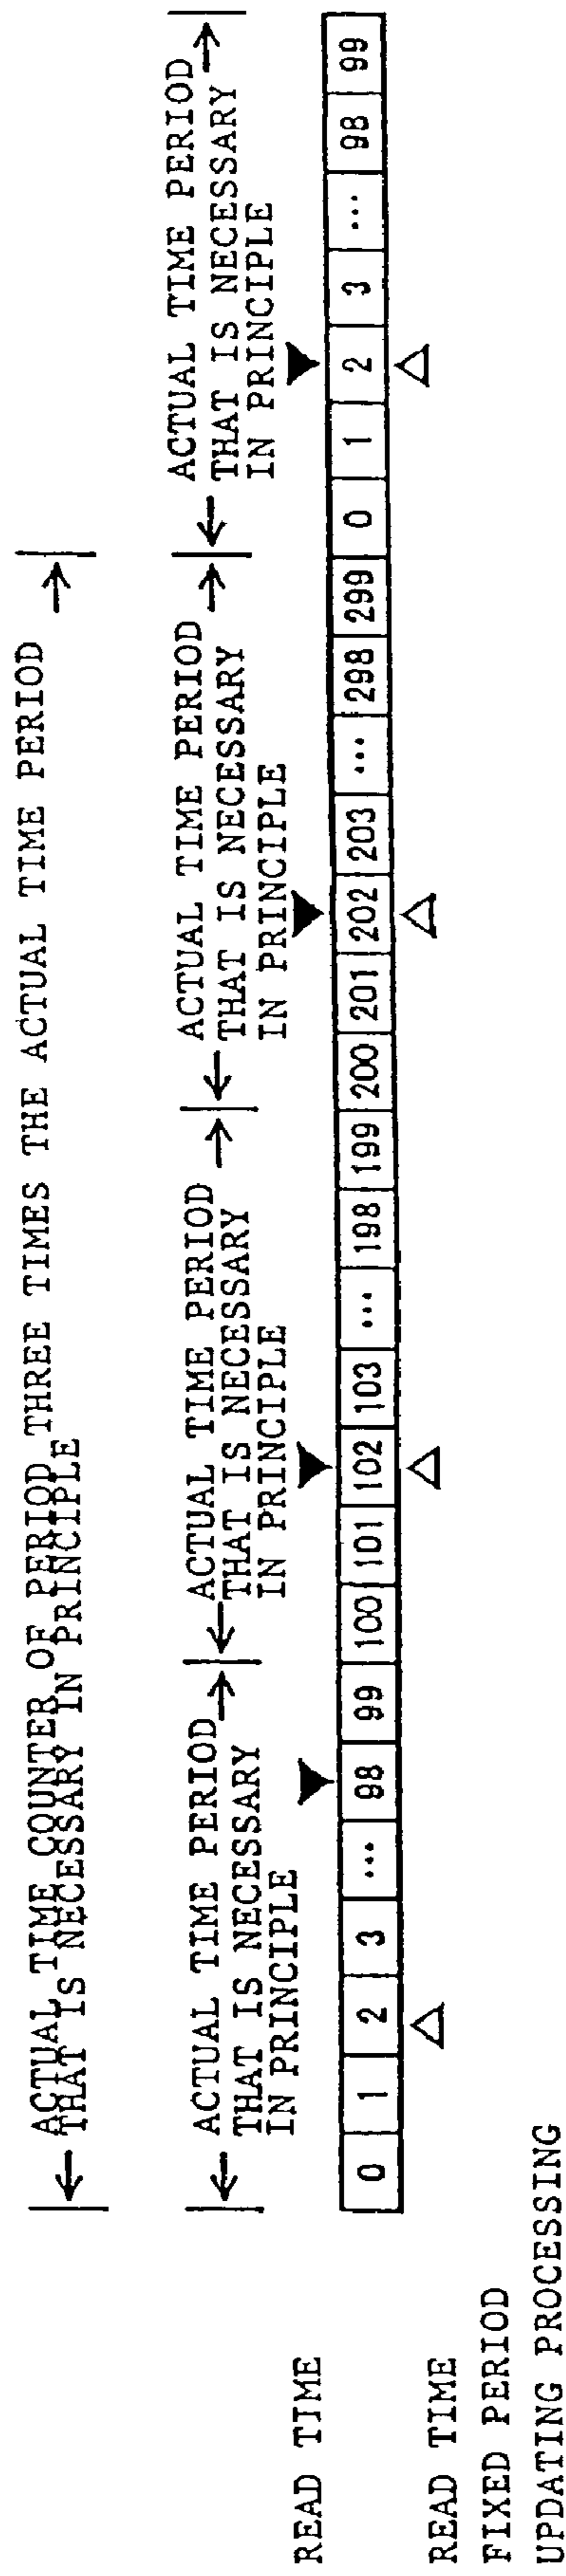 ACTUAL TIME COUNTER OF PERIOD THREE TIMES THE ACTUAL TIME PERIOD
THAT IS NECESSARY IN PRINCIPLE
ACTUAL TIME PERIOD
THAT IS NECESSARY
IN PRINCIPLE
ACTUAL TIME PERIOD
THAT IS NECESSARY
IN PRINCIPLE
ACTUAL TIME PERIOD
THAT IS NECESSARY
IN PRINCIPLE
ACTUAL TIME PERIOD
THAT IS NECESSARY
IN PRINCIPLE
READ TIME
0 1 2 3 ... 98 99 100 101 102 103 ... 198 199 200 201 202 203 ... 298 299 0 1 2 3 ... 98 99
READ TIME
FIXED PERIOD
UPDATING PROCESSING